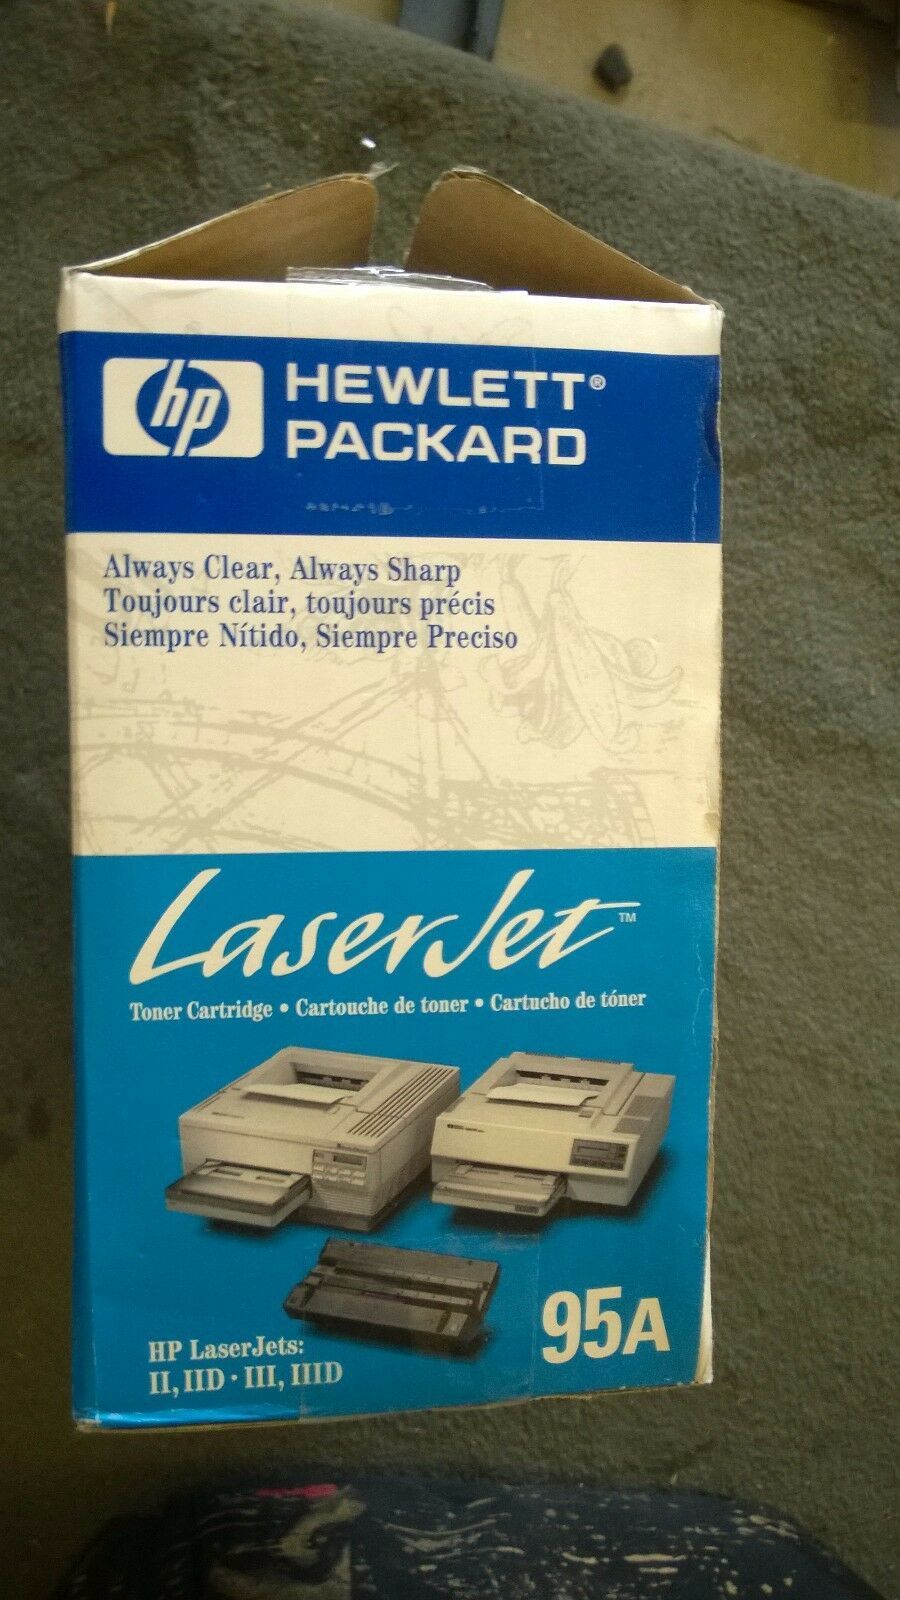 hp HEWLETT®
PACKARD
Always Clear, Always Sharp
Toujours clair, toujours précis
Siempre Nítido, Siempre Preciso
LaserJet™
Toner Cartridge • Cartouche de toner • Cartucho de tóner
95A
HP LaserJets:
II, IID · III, IIID